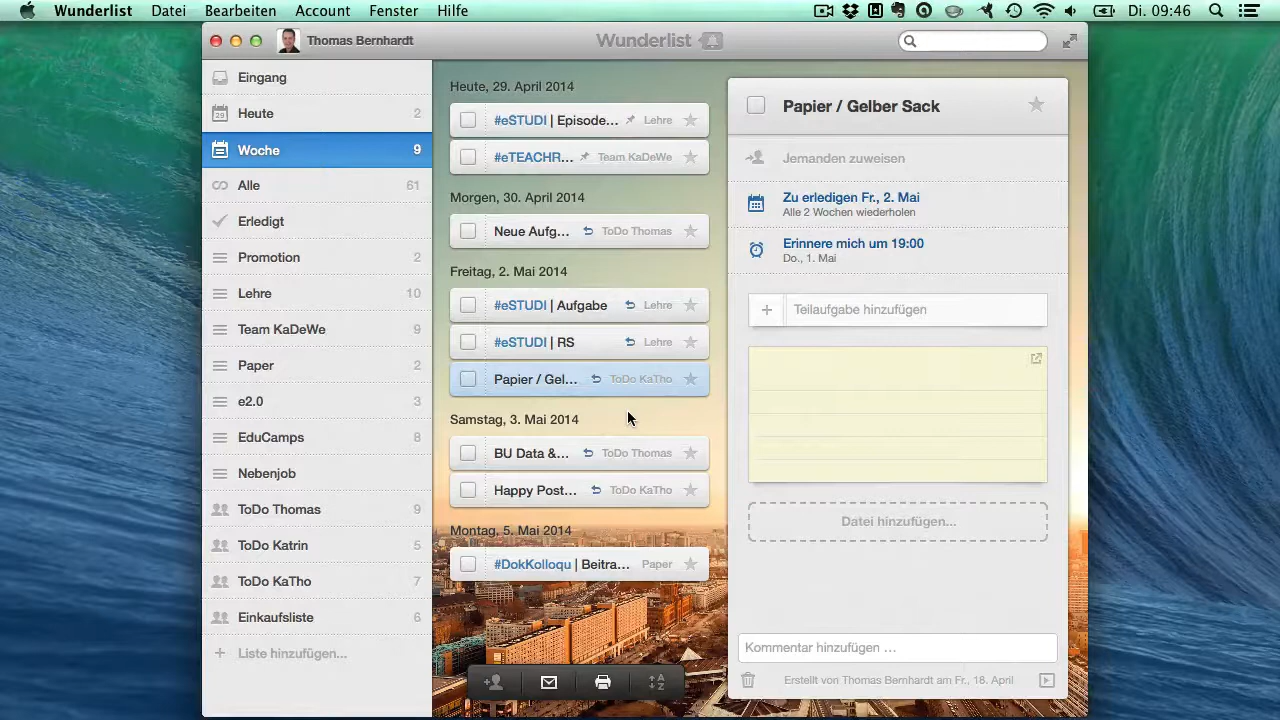 Wunderlist Datei Bearbeiten Account Fenster Hilfe Di. 09:46
Thomas Bernhardt Wunderlist
Eingang
Heute 2
29
Woche 9
Alle 61
Erledigt
Promotion 2
Lehre 10
Team KaDeWe 9
Paper 2
e2.0 3
EduCamps 8
Nebenjob
ToDo Thomas 9
ToDo Katrin 5
ToDo KaTho 7
Einkaufsliste 6
+ Liste hinzufügen...
Heute, 29. April 2014
#eSTUDI | Episode... Lehre
#eTEACHR... Team KaDeWe
Morgen, 30. April 2014
Neue Aufg... ToDo Thomas
Freitag, 2. Mai 2014
#eSTUDI | Aufgabe Lehre
#eSTUDI | RS Lehre
Papier / Gel... ToDo KaTho
Samstag, 3. Mai 2014
BU Data &... ToDo Thomas
Happy Post... ToDo KaTho
Montag, 5. Mai 2014
#DokKolloqu | Beitra... Paper
A
Z
Papier / Gelber Sack
Jemanden zuweisen
Zu erledigen Fr., 2. Mai
Alle 2 Wochen wiederholen
Erinnere mich um 19:00
Do., 1. Mai
+ Teilaufgabe hinzufügen
Datei hinzufügen...
Kommentar hinzufügen …
Erstellt von Thomas Bernhardt am Fr., 18. April